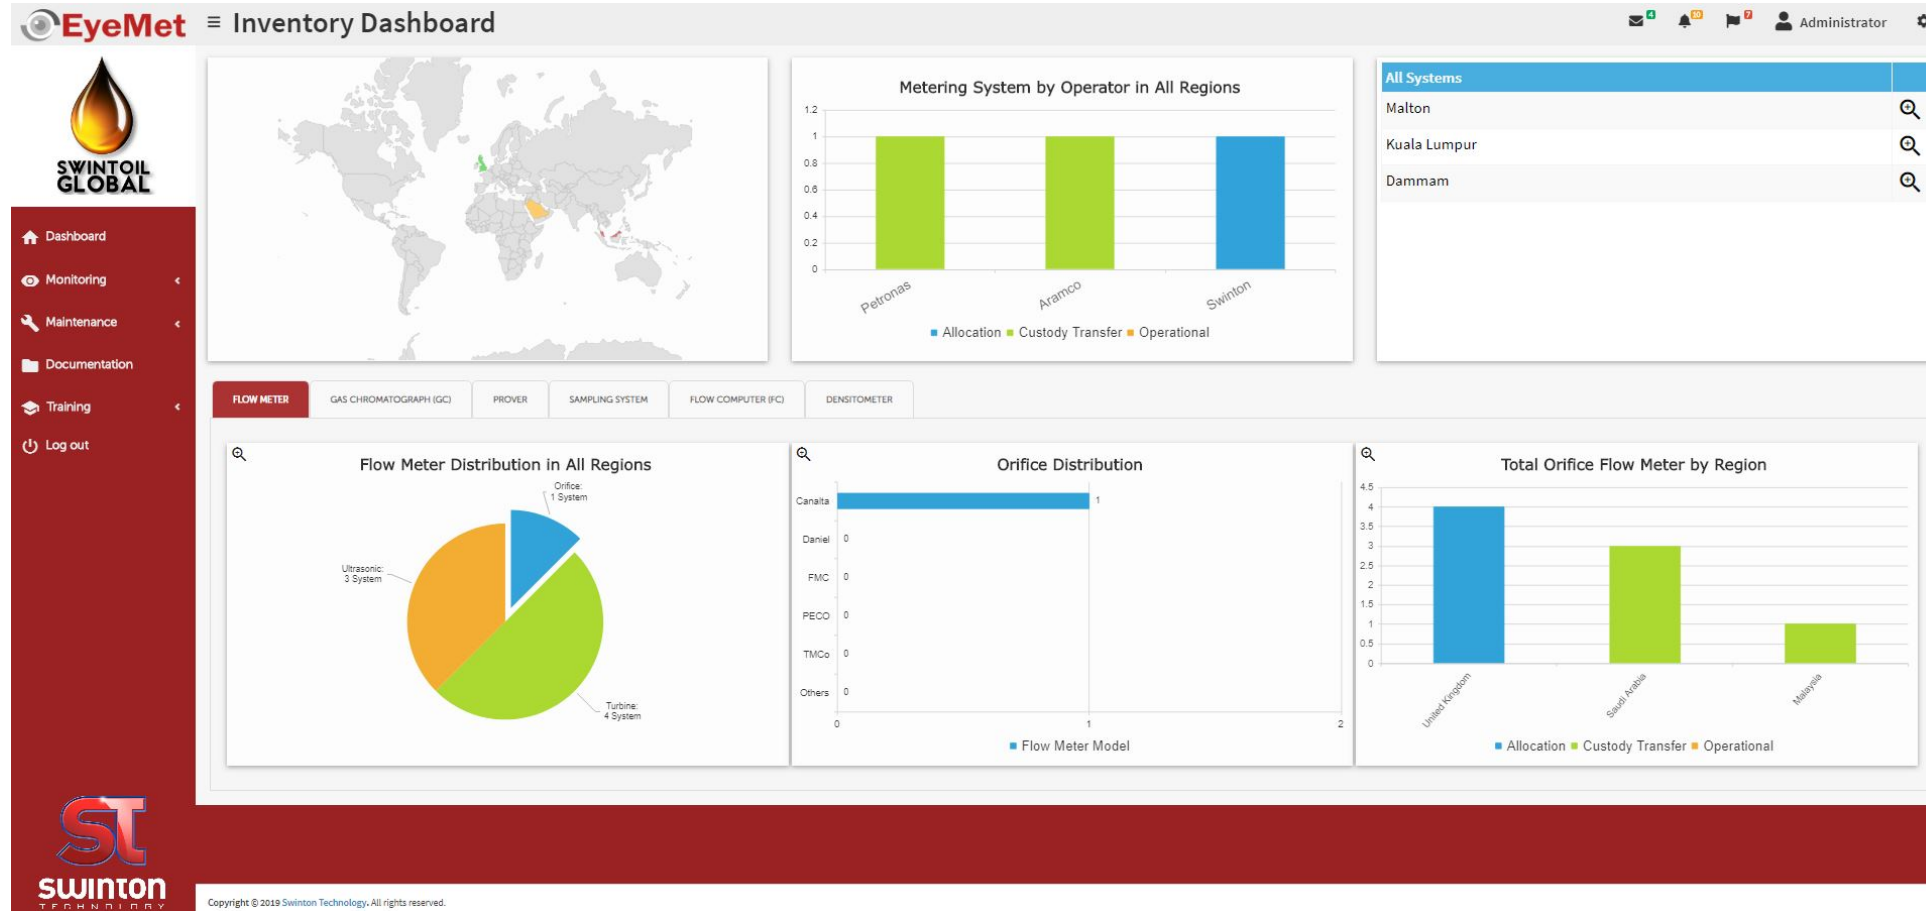 EyeMet
≡ Inventory Dashboard
4
10
7
Administrator
SWINTOIL
GLOBAL
Dashboard
Monitoring
Maintenance
Documentation
Training
Log out
Metering System by Operator in All Regions
1.2
1
0.8
0.6
0.4
0.2
0
Petronas
Aramco
Swinton
Allocation Custody Transfer Operational
All Systems
Malton
Kuala Lumpur
Dammam
FLOW METER
GAS CHROMATOGRAPH (GC)
PROVER
SAMPLING SYSTEM
FLOW COMPUTER (FC)
DENSITOMETER
Flow Meter Distribution in All Regions
Orifice:
1 System
Ultrasonic:
3 System
Turbine:
4 System
Orifice Distribution
Canalta 1
Daniel 0
FMC 0
PECO 0
TMCo 0
Others 0
0 1 2
Flow Meter Model
Total Orifice Flow Meter by Region
4.5
4
3.5
3
2.5
2
1.5
1
0.5
0
United Kingdom
Saudi Arabia
Malaysia
Allocation Custody Transfer Operational
ST
swinton
TECHNOLOGY
Copyright © 2019 Swinton Technology. All rights reserved.